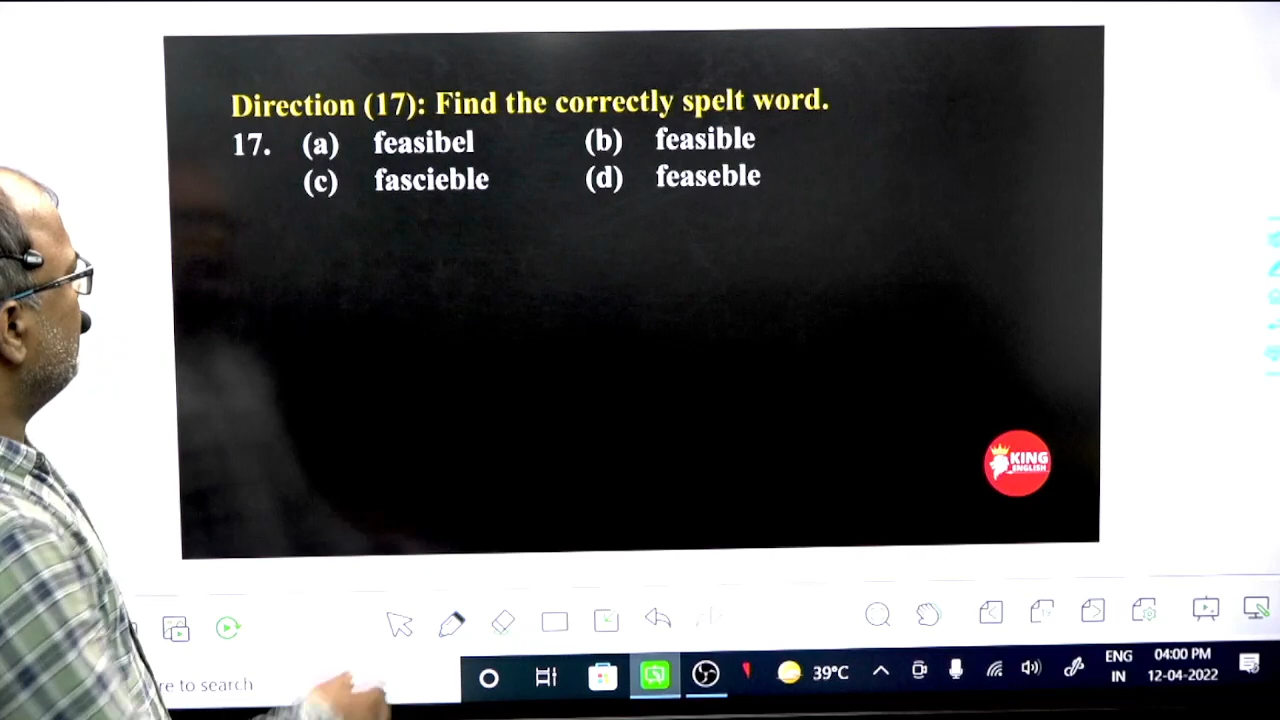 Direction (17): Find the correctly spelt word.
17. (a) feasibel (b) feasible
(c) fascieble (d) feaseble
KING
ENGLISH
re to search
39°C
ENG
IN
04:00 PM
12-04-2022